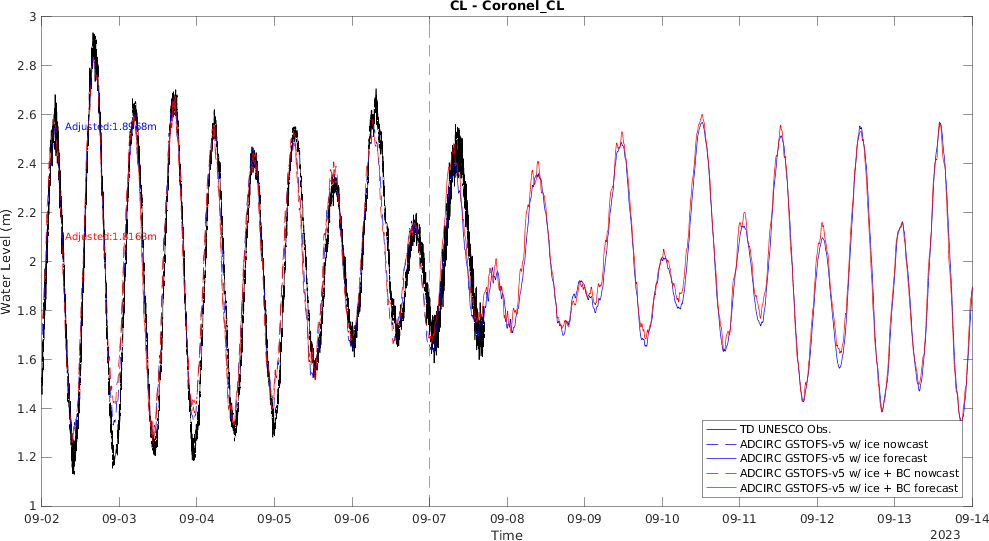 CL - Coronel_CL
3
2.8
2.6
2.4
2.2
2
1.8
1.6
1.4
1.2
1
Water Level (m)
Adjusted:1.8968m
Adjusted:1.8163m
TD UNESCO Obs.
ADCIRC GSTOFS-v5 w/ ice nowcast
ADCIRC GSTOFS-v5 w/ ice forecast
ADCIRC GSTOFS-v5 w/ ice + BC nowcast
ADCIRC GSTOFS-v5 w/ ice + BC forecast
09-02 09-03 09-04 09-05 09-06 09-07 09-08 09-09 09-10 09-11 09-12 09-13 09-14
Time
2023